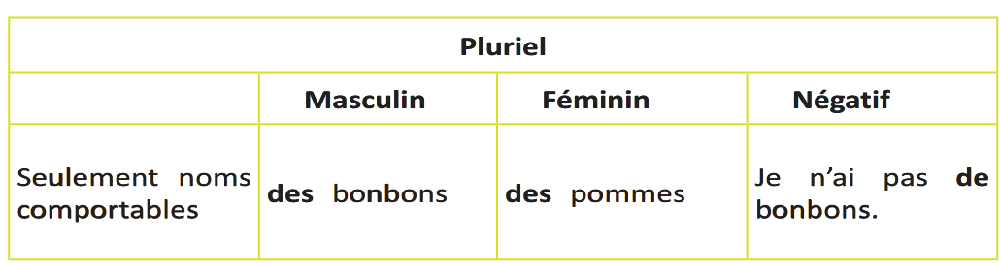 Pluriel
Masculin Féminin Négatif
Seulement noms comportables
des bonbons
des pommes
Je n'ai pas de bonbons.